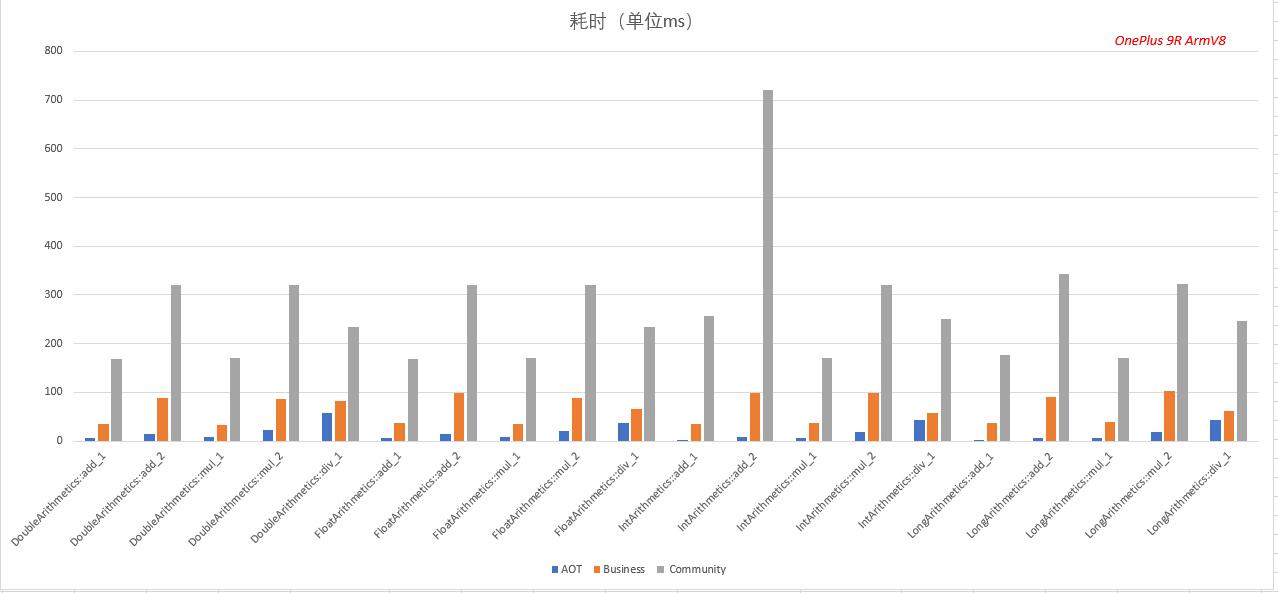 耗时（单位ms）
OnePlus 9R ArmV8
800
700
600
500
400
300
200
100
0
DoubleArithmetics::add_1
DoubleArithmetics::add_2
DoubleArithmetics::mul_1
DoubleArithmetics::mul_2
DoubleArithmetics::div_1
FloatArithmetics::add_1
FloatArithmetics::add_2
FloatArithmetics::mul_1
FloatArithmetics::mul_2
FloatArithmetics::div_1
IntArithmetics::add_1
IntArithmetics::add_2
IntArithmetics::mul_1
IntArithmetics::mul_2
IntArithmetics::div_1
LongArithmetics::add_1
LongArithmetics::add_2
LongArithmetics::mul_1
LongArithmetics::mul_2
LongArithmetics::div_1
AOT Business Community